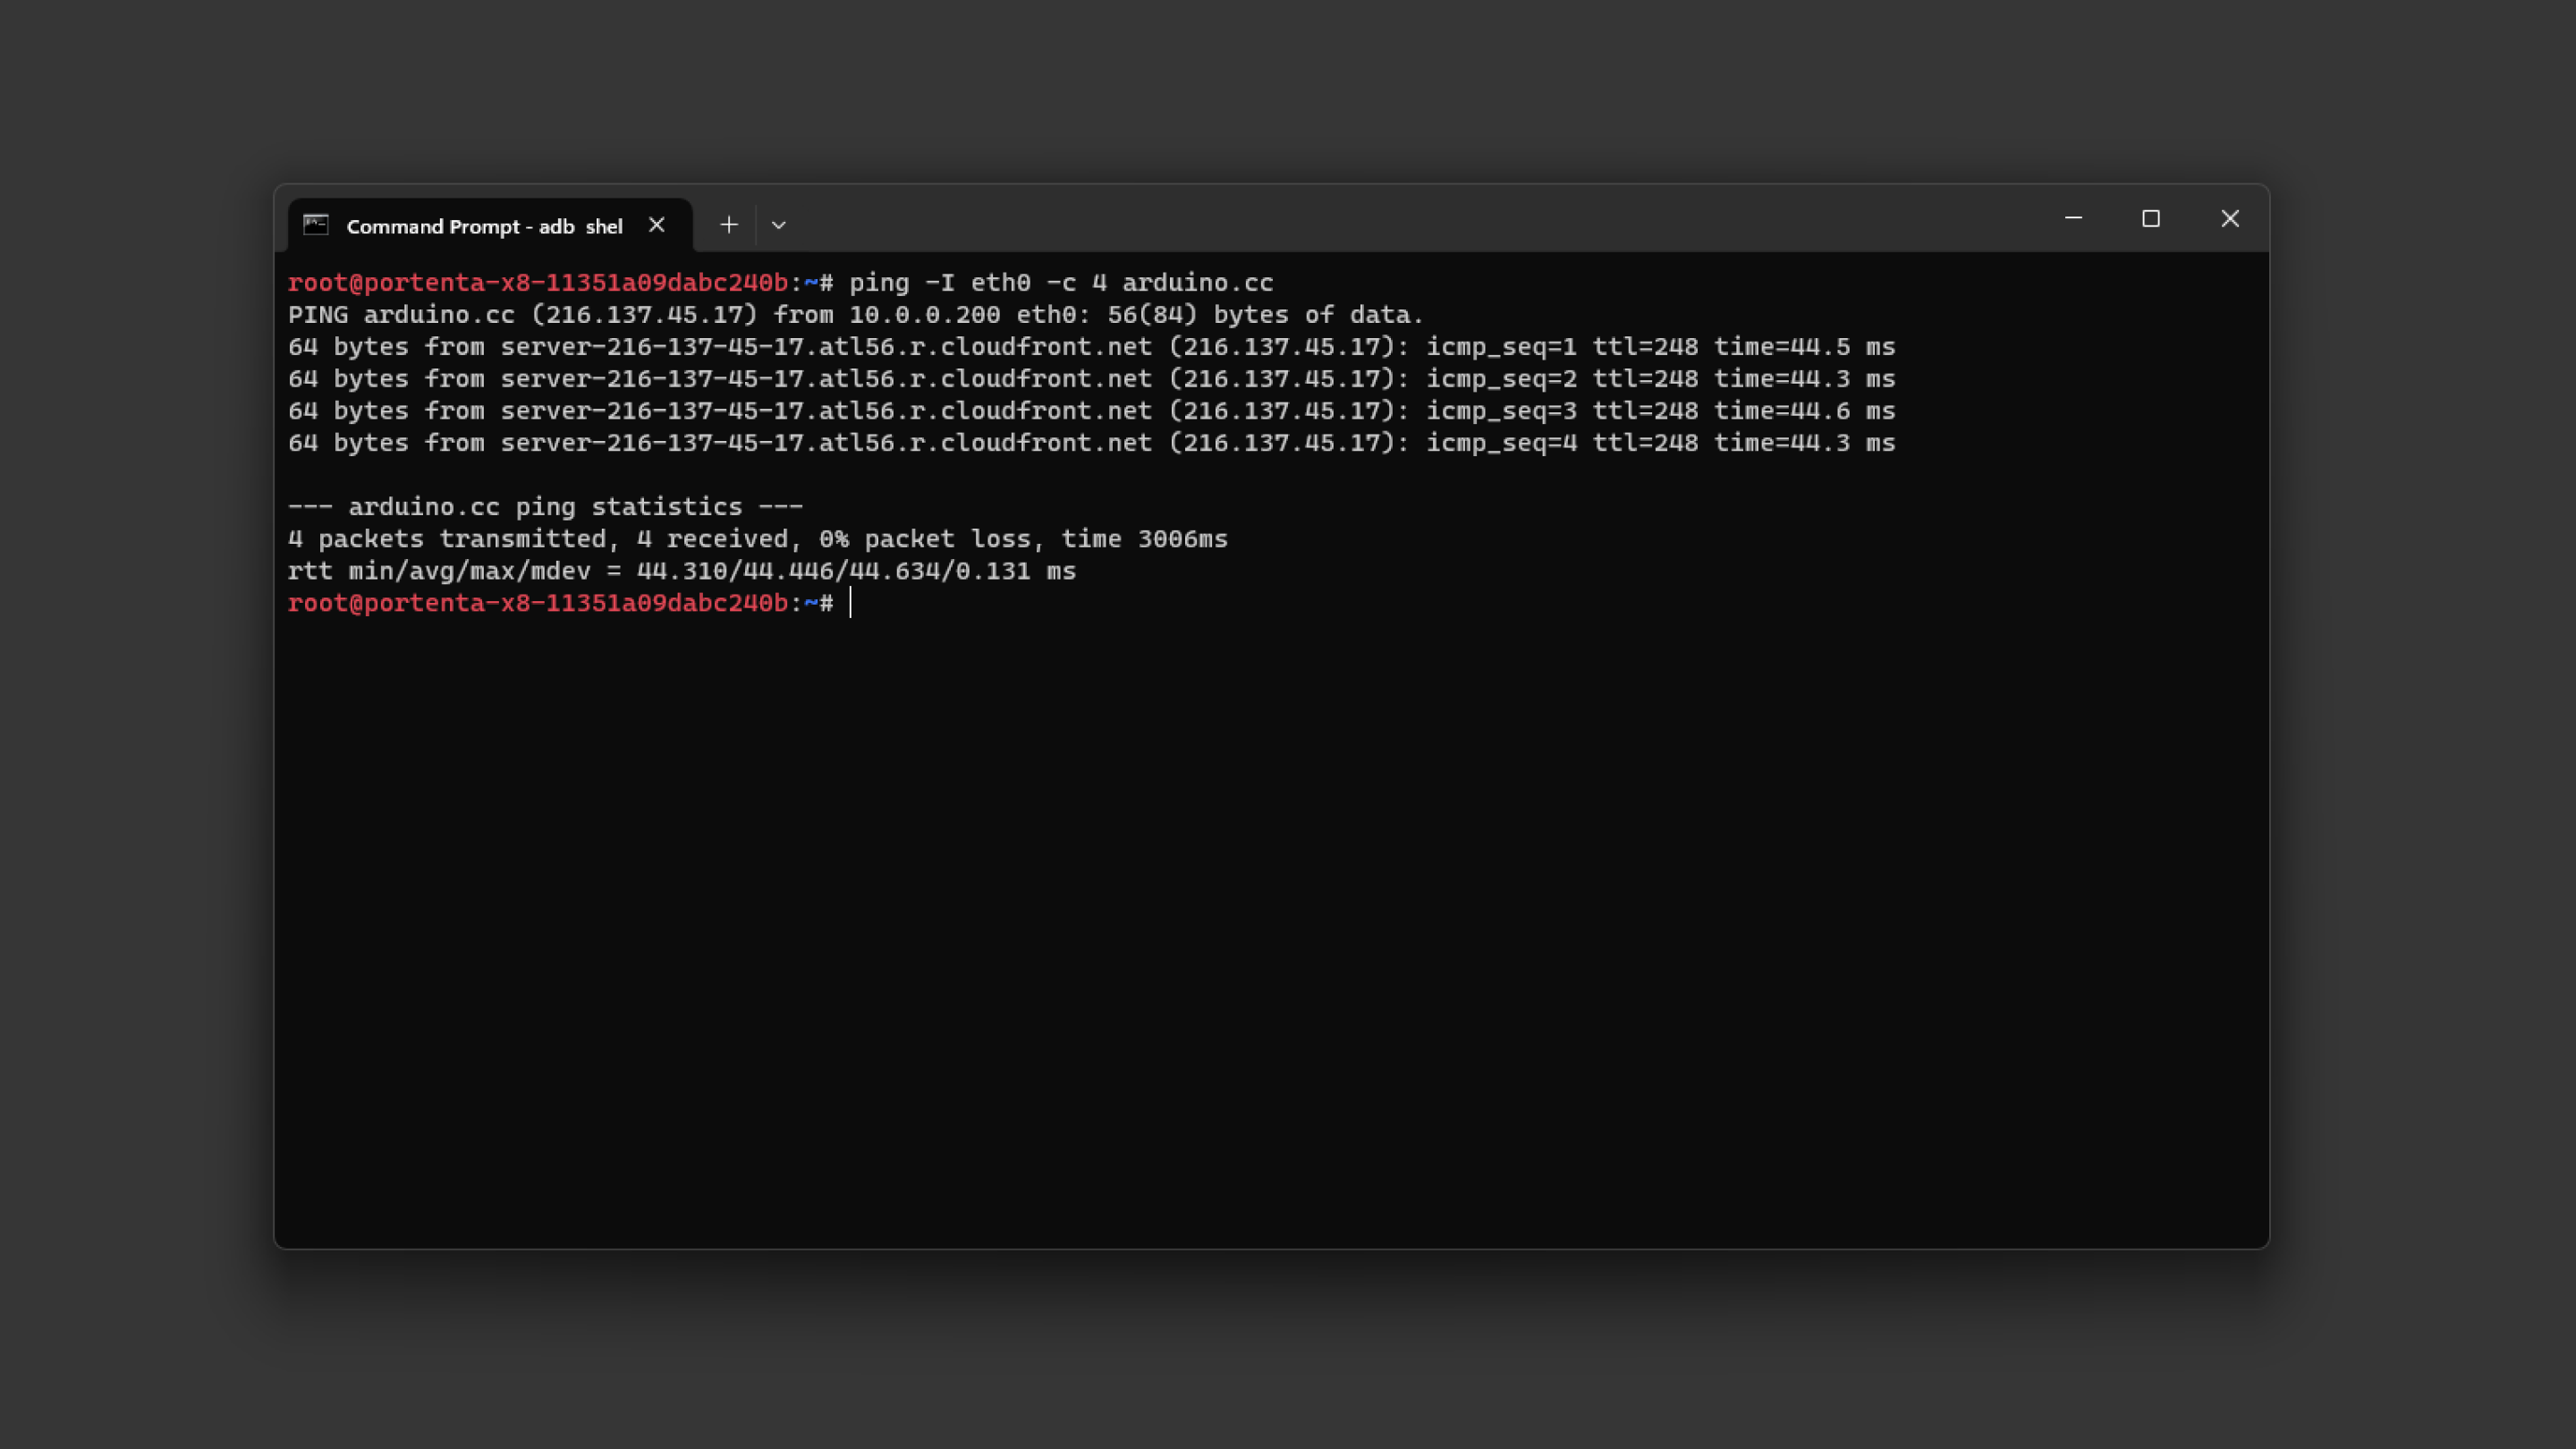 Command Prompt - adb  shel
root@portenta-x8-11351a09dabc240b:~# ping -I eth0 -c 4 arduino.cc
PING arduino.cc (216.137.45.17) from 10.0.0.200 eth0: 56(84) bytes of data.
64 bytes from server-216-137-45-17.atl56.r.cloudfront.net (216.137.45.17): icmp_seq=1 ttl=248 time=44.5 ms
64 bytes from server-216-137-45-17.atl56.r.cloudfront.net (216.137.45.17): icmp_seq=2 ttl=248 time=44.3 ms
64 bytes from server-216-137-45-17.atl56.r.cloudfront.net (216.137.45.17): icmp_seq=3 ttl=248 time=44.6 ms
64 bytes from server-216-137-45-17.atl56.r.cloudfront.net (216.137.45.17): icmp_seq=4 ttl=248 time=44.3 ms
--- arduino.cc ping statistics ---
4 packets transmitted, 4 received, 0% packet loss, time 3006ms
rtt min/avg/max/mdev = 44.310/44.446/44.634/0.131 ms
root@portenta-x8-11351a09dabc240b:~#